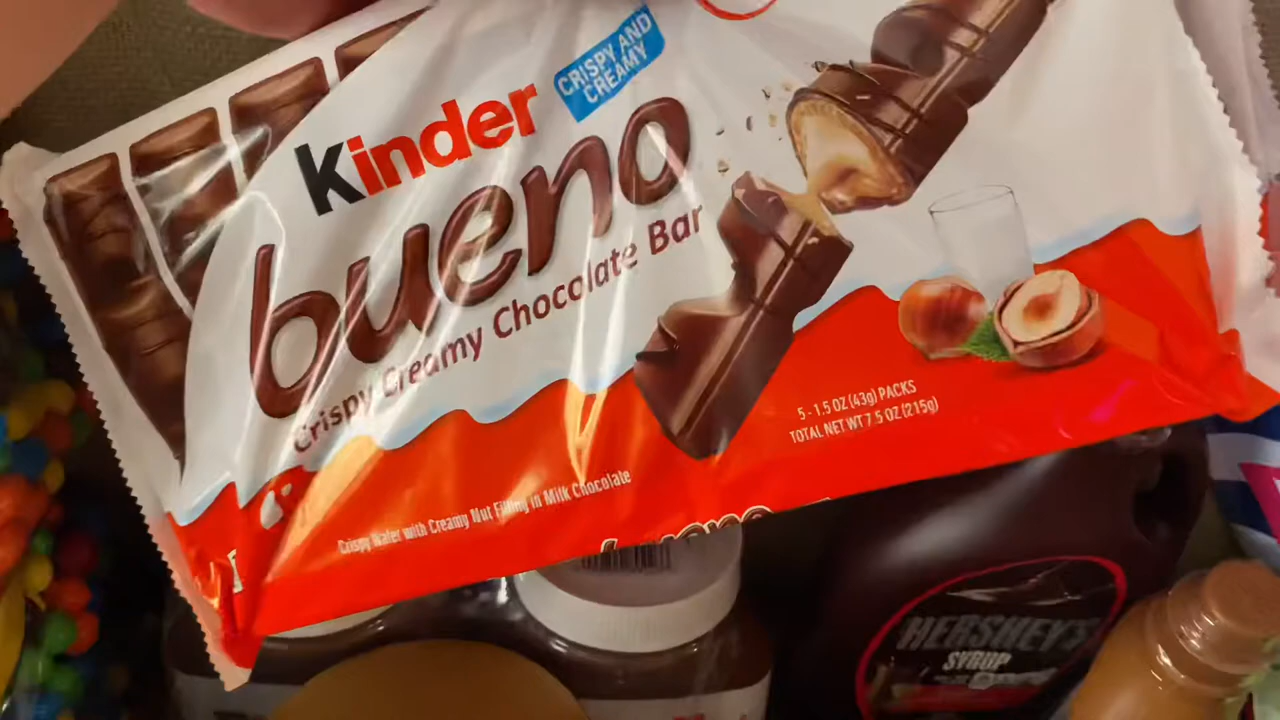 CRISPY AND
CREAMY
Kinder
bueno
Crispy Creamy Chocolate Bar
5 - 1.5 OZ (43g) PACKS
TOTAL NET WT 7.5 OZ (215g)
Crispy Wafer with Creamy Nut Filling in Milk Chocolate
HERSHEY'S
SYRUP